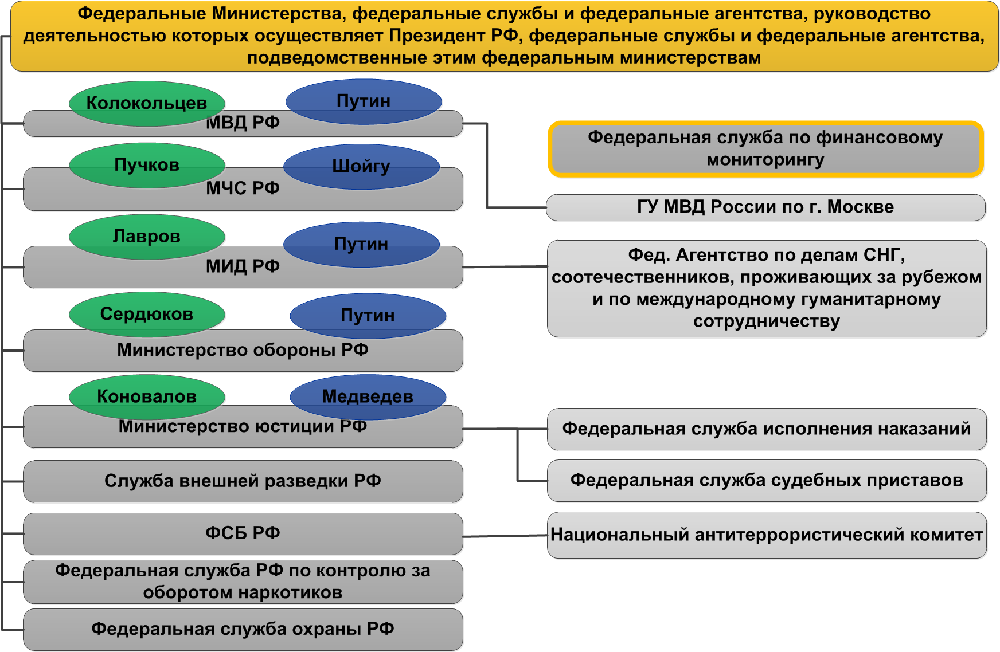 Федеральные Министерства, федеральные службы и федеральные агентства, руководство
деятельностью которых осуществляет Президент РФ, федеральные службы и федеральные агентства,
подведомственные этим федеральным министерствам
Колокольцев
Путин
МВД РФ
Федеральная служба по финансовому
мониторингу
Пучков
Шойгу
МЧС РФ
ГУ МВД России по г. Москве
Лавров
Путин
МИД РФ
Фед. Агентство по делам СНГ,
соотечественников, проживающих за рубежом
и по международному гуманитарному
сотрудничеству
Сердюков
Путин
Министерство обороны РФ
Коновалов
Медведев
Министерство юстиции РФ
Федеральная служба исполнения наказаний
Служба внешней разведки РФ
Федеральная служба судебных приставов
ФСБ РФ
Национальный антитеррористический комитет
Федеральная служба РФ по контролю за
оборотом наркотиков
Федеральная служба охраны РФ